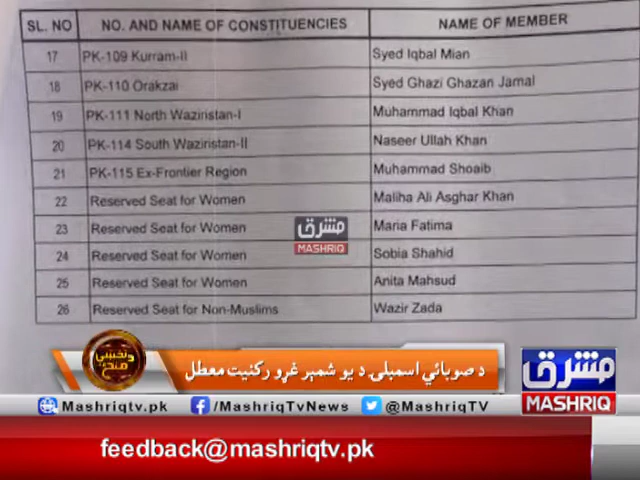 SL. NO NO. AND NAME OF CONSTITUENCIES NAME OF MEMBER
17 PK-109 Kurram-II Syed Iqbal Mian
18 PK-110 Orakzai Syed Ghazi Ghazan Jamal
19 PK-111 North Waziristan-I Muhammad Iqbal Khan
20 PK-114 South Waziristan-II Naseer Ullah Khan
21 PK-115 Ex-Frontier Region Muhammad Shoaib
22 Reserved Seat for Women Maliha Ali Asghar Khan
23 Reserved Seat for Women Maria Fatima
24 Reserved Seat for Women Sobia Shahid
25 Reserved Seat for Women Anita Mahsud
26 Reserved Seat for Non-Muslims Wazir Zada
مشرق
MASHRIQ
د صوبائي اسمبلۍ د يو شمېر غړو رکنيت معطل
مشرق
MASHRIQ
Mashriqtv.pk /MashriqTvNews @MashriqTV
feedback@mashriqtv.pk